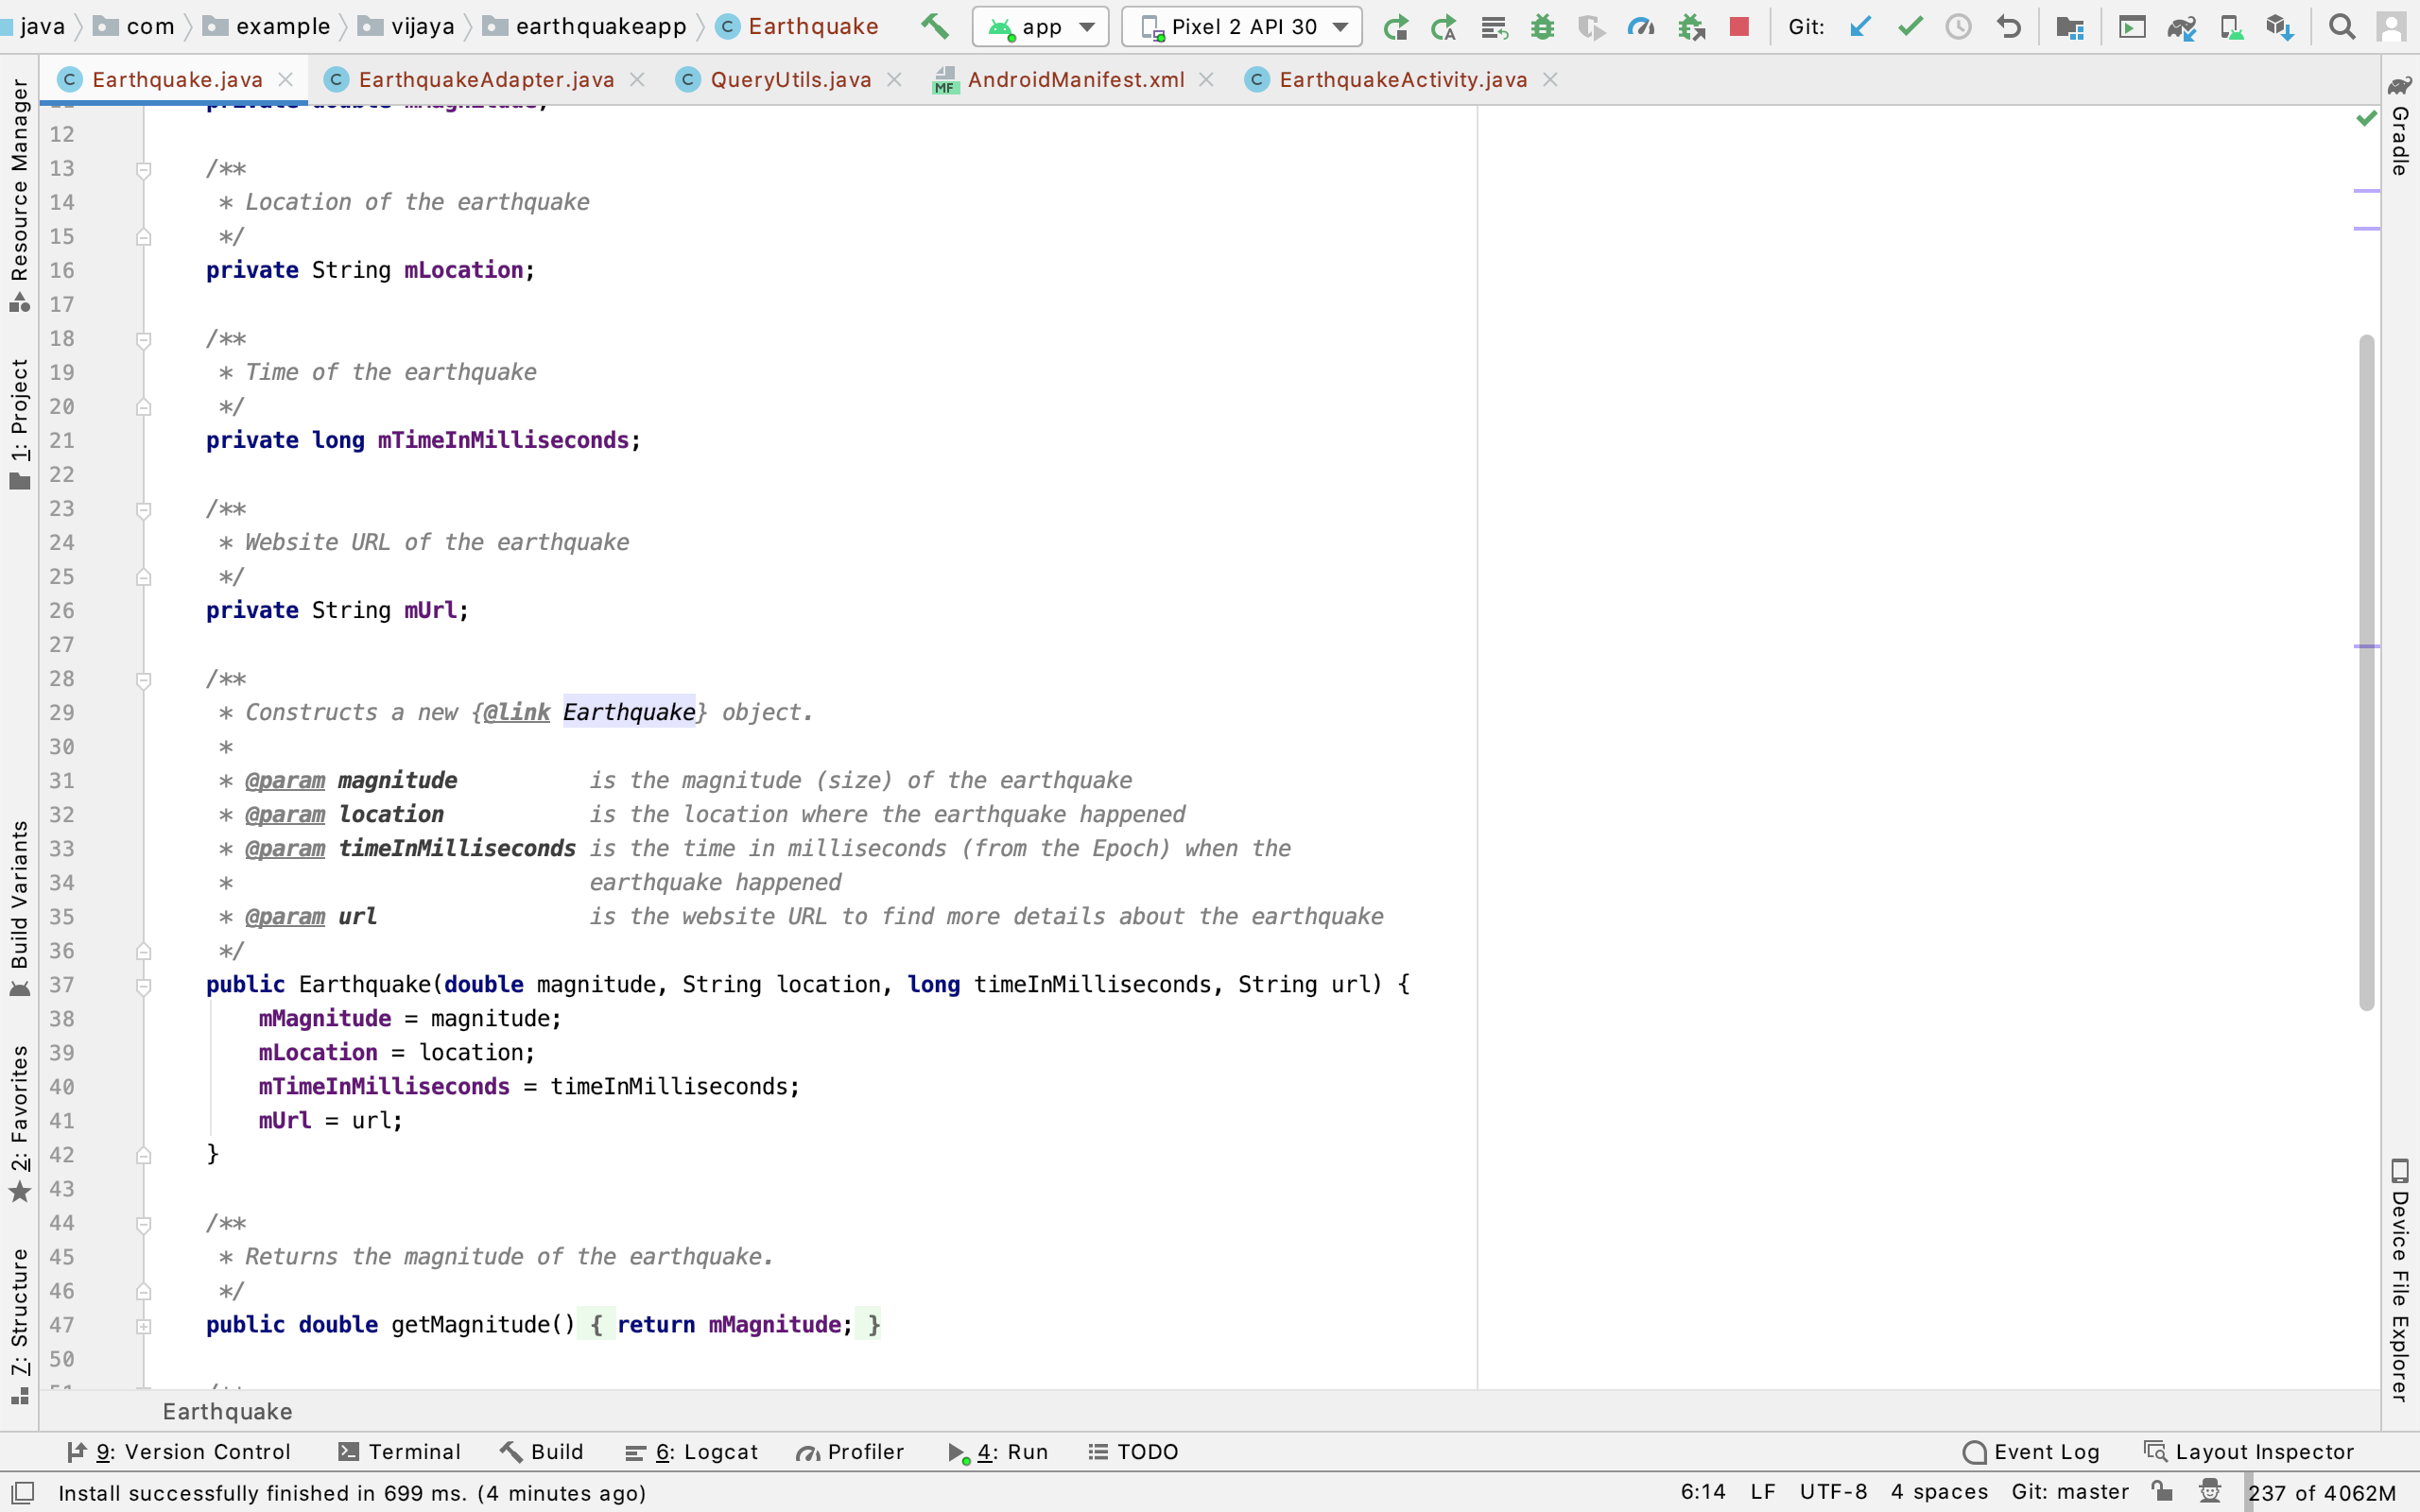 java com example vijaya earthquakeapp Earthquake app Pixel 2 API 30 Git:
Earthquake.java EarthquakeAdapter.java QueryUtils.java AndroidManifest.xml EarthquakeActivity.java
private double mMagnitude;
12
13 /**
14 * Location of the earthquake
15 */
16 private String mLocation;
17
18 /**
19 * Time of the earthquake
20 */
21 private long mTimeInMilliseconds;
22
23 /**
24 * Website URL of the earthquake
25 */
26 private String mUrl;
27
28 /**
29 * Constructs a new {@link Earthquake} object.
30 *
31 * @param magnitude is the magnitude (size) of the earthquake
32 * @param location is the location where the earthquake happened
33 * @param timeInMilliseconds is the time in milliseconds (from the Epoch) when the
34 * earthquake happened
35 * @param url is the website URL to find more details about the earthquake
36 */
37 public Earthquake(double magnitude, String location, long timeInMilliseconds, String url) {
38 mMagnitude = magnitude;
39 mLocation = location;
40 mTimeInMilliseconds = timeInMilliseconds;
41 mUrl = url;
42 }
43
44 /**
45 * Returns the magnitude of the earthquake.
46 */
47 public double getMagnitude() { return mMagnitude; }
50
51 /**
Earthquake
Resource Manager
1: Project
Build Variants
2: Favorites
7: Structure
Gradle
Device File Explorer
9: Version Control Terminal Build 6: Logcat Profiler 4: Run TODO Event Log Layout Inspector
Install successfully finished in 699 ms. (4 minutes ago) 6:14 LF UTF-8 4 spaces Git: master 237 of 4062M